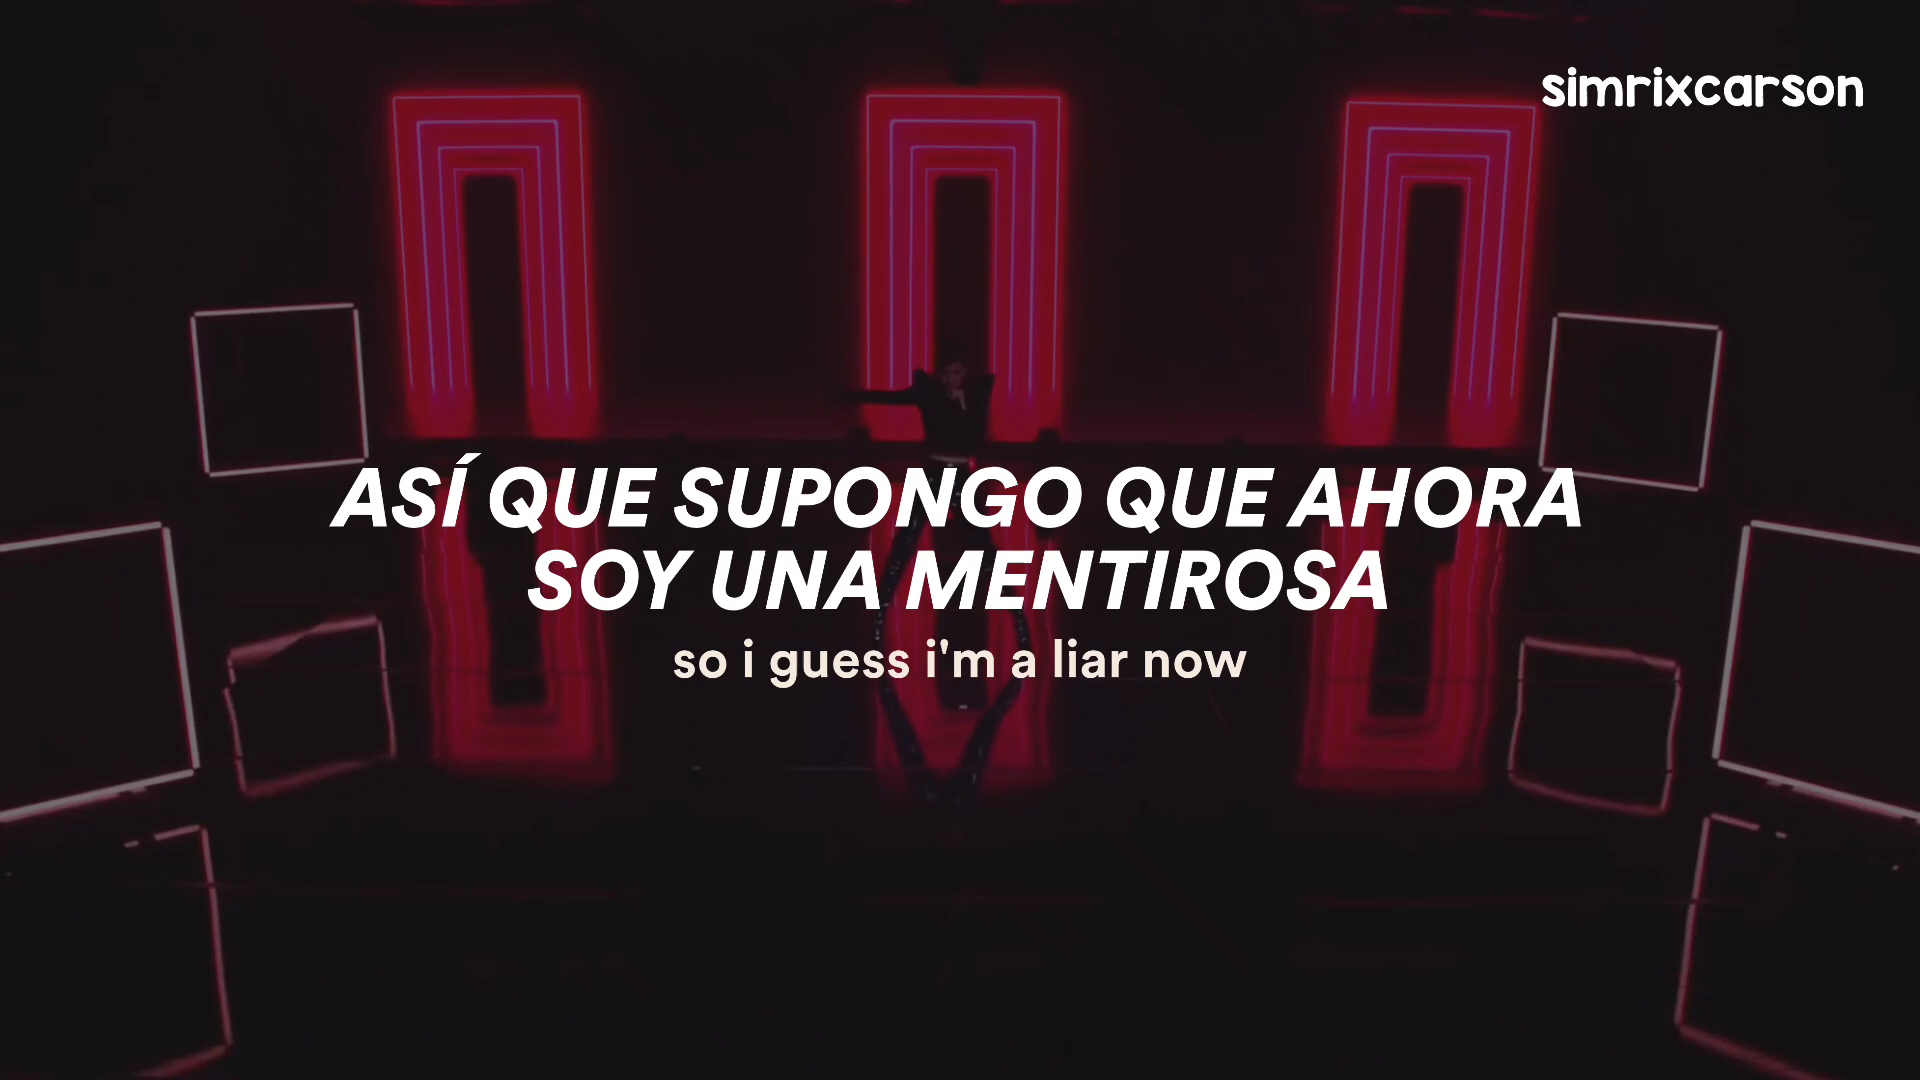 simrixcarson
ASÍ QUE SUPONGO QUE AHORA
SOY UNA MENTIROSA
so i guess i'm a liar now